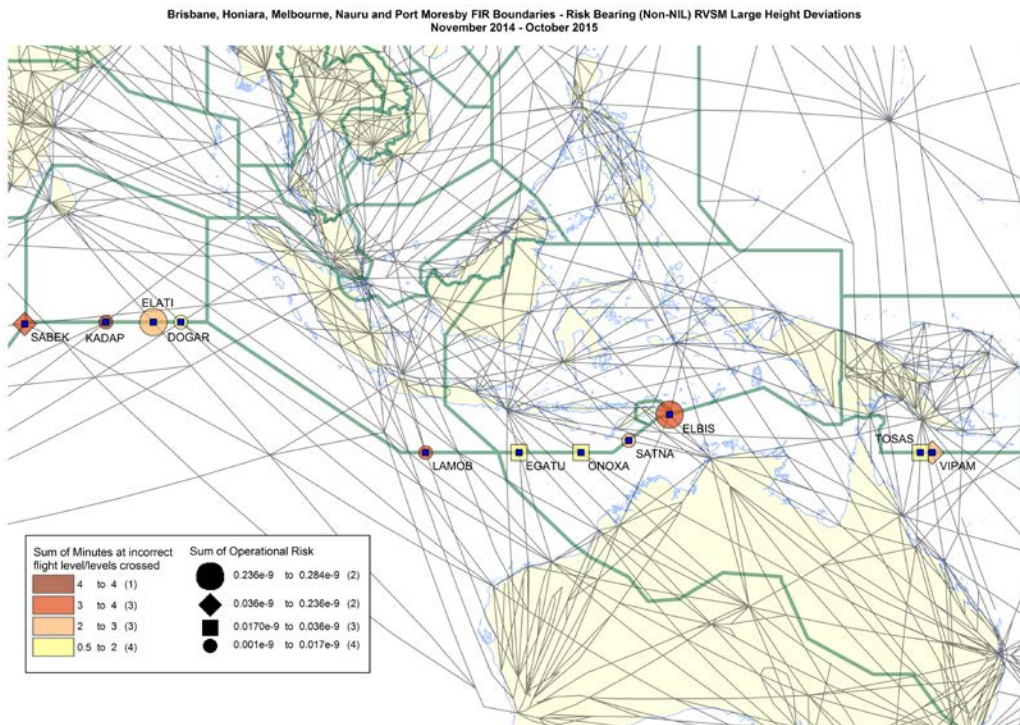 Brisbane, Honiara, Melbourne, Nauru and Port Moresby FIR Boundaries - Risk Bearing (Non-NIL) RVSM Large Height Deviations
November 2014 - October 2015
ELATI
SABEK
KADAP
DOGAR
ELBIS
LAMOB
EGATU
ONOXA
SATNA
TOSAS
VIPAM
Sum of Minutes at incorrect
flight level/levels crossed
4 to 4 (1)
3 to 4 (3)
2 to 3 (3)
0.5 to 2 (4)
Sum of Operational Risk
0.236e-9 to 0.284e-9 (2)
0.036e-9 to 0.236e-9 (2)
0.0170e-9 to 0.036e-9 (3)
0.001e-9 to 0.017e-9 (4)